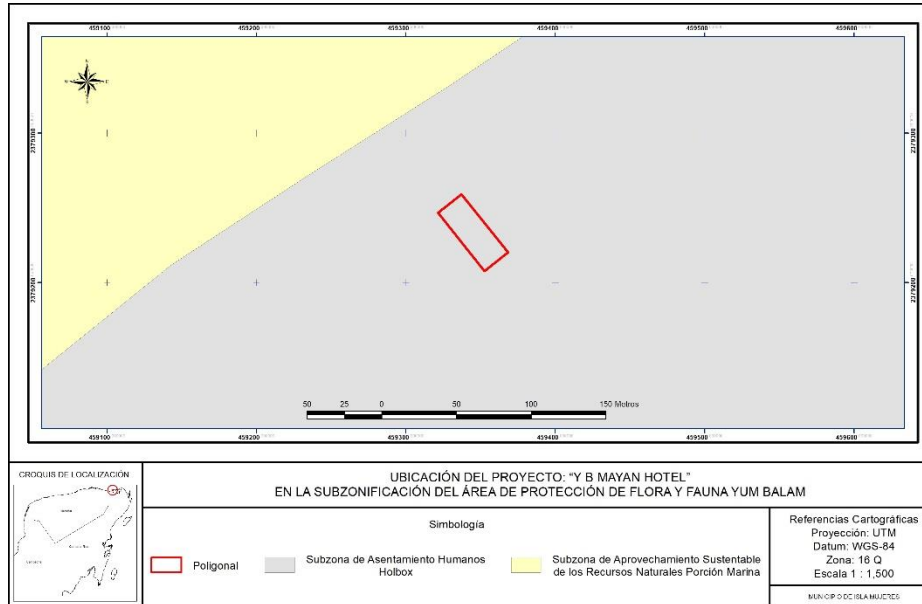 459100 459200 459300 459400 459500 459600
2379300 2379300
2379200 2379200
50 25 0 50 100 150 Metros
459100 459200 459300 459400 459500 459600
CROQUIS DE LOCALIZACIÓN
UBICACIÓN DEL PROYECTO: "Y B MAYAN HOTEL"
EN LA SUBZONIFICACIÓN DEL ÁREA DE PROTECCIÓN DE FLORA Y FAUNA YUM BALAM
Simbología
Poligonal
Subzona de Asentamiento Humanos
Holbox
Subzona de Aprovechamiento Sustentable
de los Recursos Naturales Porción Marina
Referencias Cartográficas
Proyección: UTM
Datum: WGS-84
Zona: 16 Q
Escala 1 : 1,500
MUNICIPIO DE ISLA MUJERES